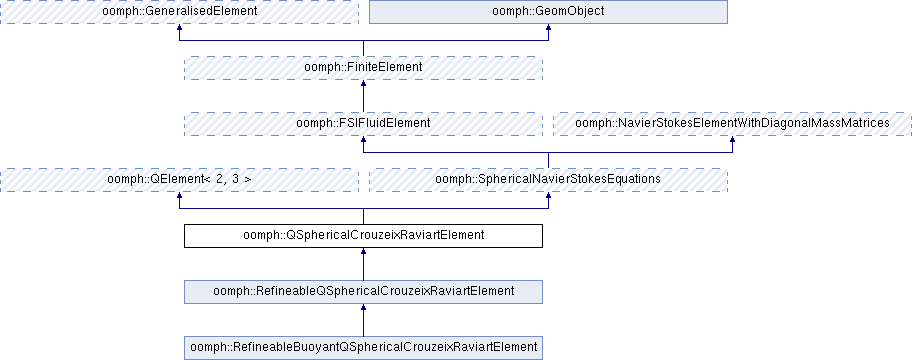 oomph::GeneralisedElement
oomph::GeomObject
oomph::FiniteElement
oomph::FSIFluidElement
oomph::NavierStokesElementWithDiagonalMassMatrices
oomph::QElement< 2, 3 >
oomph::SphericalNavierStokesEquations
oomph::QSphericalCrouzeixRaviartElement
oomph::RefineableQSphericalCrouzeixRaviartElement
oomph::RefineableBuoyantQSphericalCrouzeixRaviartElement